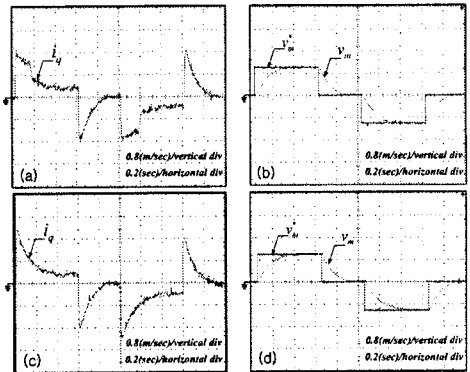 i_q
0.8(m/sec)/vertical div
0.2(sec)/horizontal div
(a)
v*_m
v_m
0.8(m/sec)/vertical div
0.2(sec)/horizontal div
(b)
i_q
0.8(m/sec)/vertical div
0.2(sec)/horizontal div
(c)
v*_m
v_m
0.8(m/sec)/vertical div
0.2(sec)/horizontal div
(d)